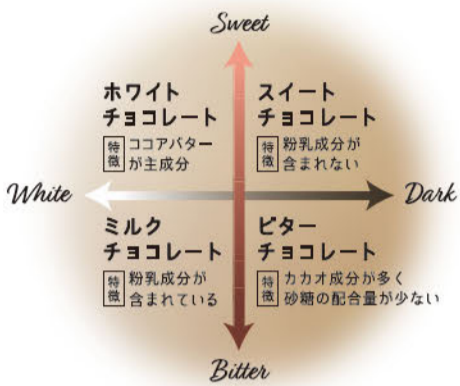 Sweet
ホワイト
チョコレート
特徴 ココアバター
が主成分
スイート
チョコレート
特徴 粉乳成分が
含まれない
White
Dark
ミルク
チョコレート
特徴 粉乳成分が
含まれている
ビター
チョコレート
特徴 カカオ成分が多く
砂糖の配合量が少ない
Bitter